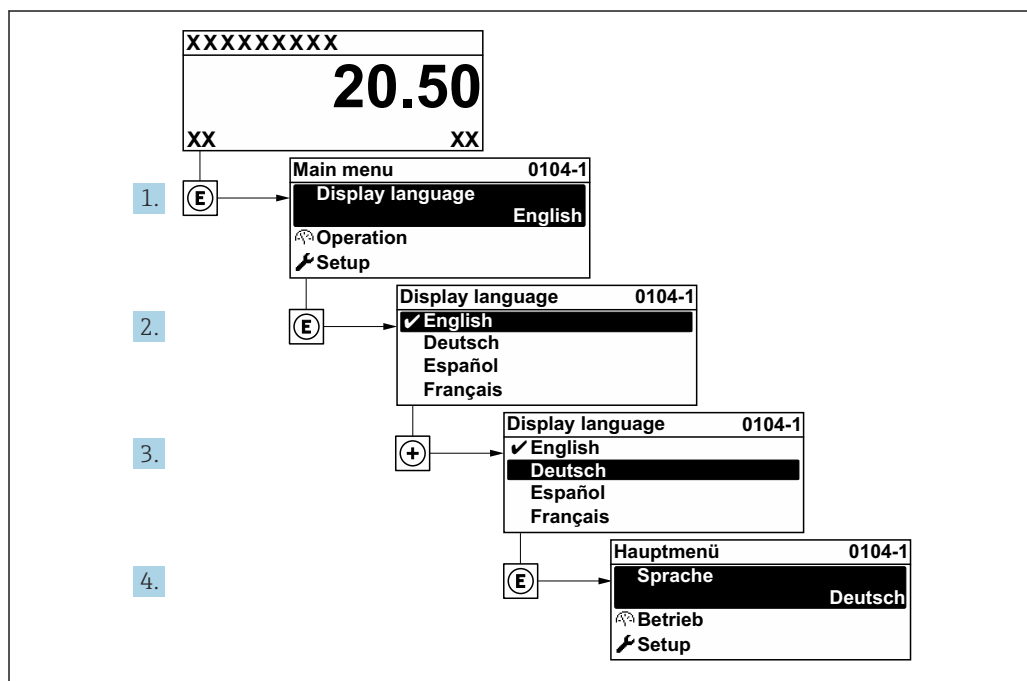 XXXXXXXXX
20.50
XX XX
1.
E
Main menu 0104-1
Display language
English
Operation
Setup
2.
E
Display language 0104-1
✔ English
Deutsch
Español
Français
3.
+
Display language 0104-1
✔ English
Deutsch
Español
Français
4.
E
Hauptmenü 0104-1
Sprache
Deutsch
Betrieb
Setup